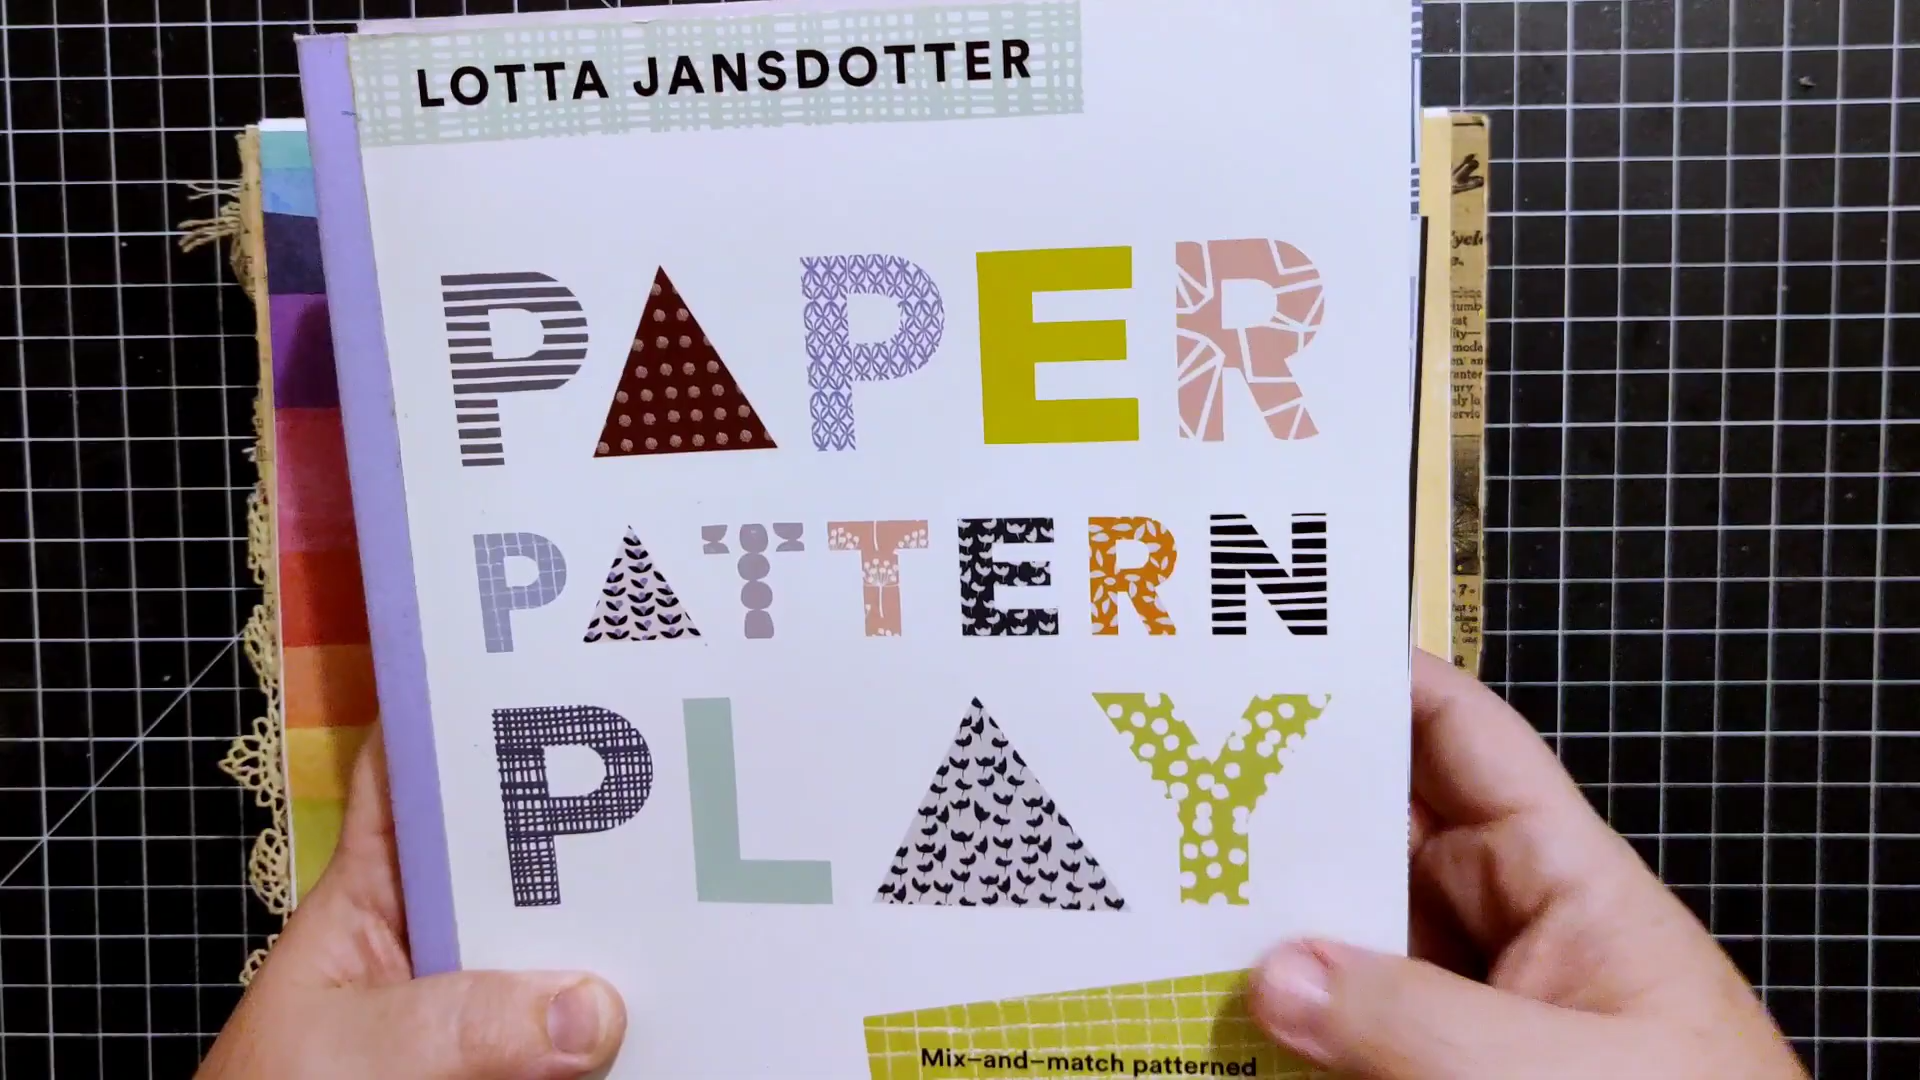 LOTTA JANSDOTTER
PAPER
PATTERN
PLAY
Mix-and-match patterned